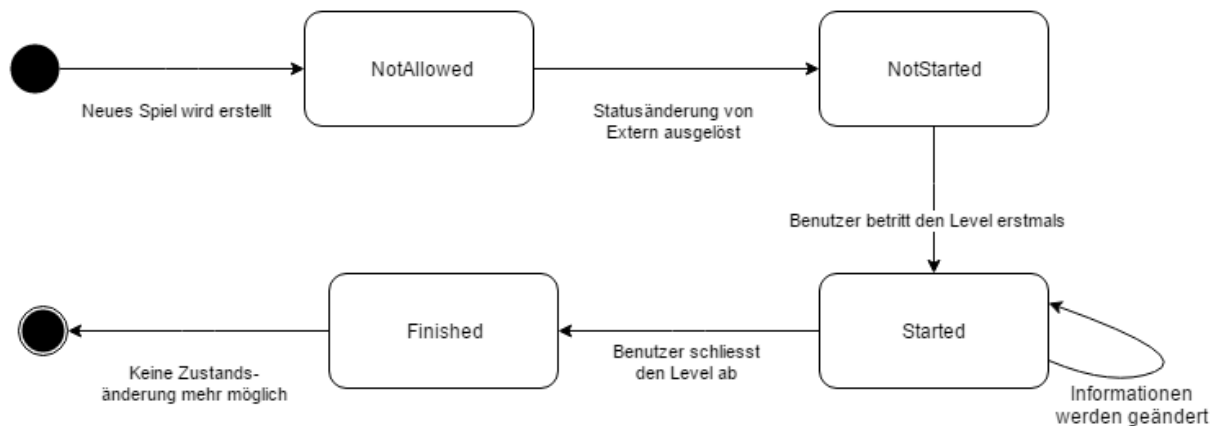 NotAllowed
NotStarted
Neues Spiel wird erstellt
Statusänderung von
Extern ausgelöst
Benutzer betritt den Level erstmals
Finished
Started
Benutzer schliesst
den Level ab
Keine Zustands-
änderung mehr möglich
Informationen
werden geändert